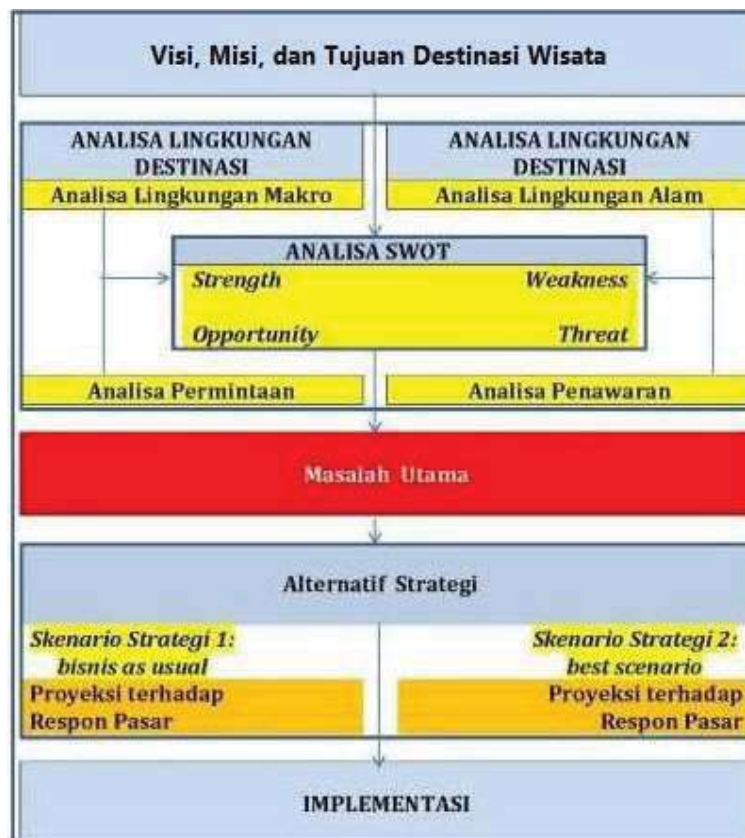 Visi, Misi, dan Tujuan Destinasi Wisata
ANALISA LINGKUNGAN
DESTINASI
Analisa Lingkungan Makro
ANALISA LINGKUNGAN
DESTINASI
Analisa Lingkungan Alam
ANALISA SWOT
Strength Weakness
Opportunity Threat
Analisa Permintaan
Analisa Penawaran
Masalah Utama
Alternatif Strategi
Skenario Strategi 1:
bisnis as usual
Proyeksi terhadap
Respon Pasar
Skenario Strategi 2:
best scenario
Proyeksi terhadap
Respon Pasar
IMPLEMENTASI